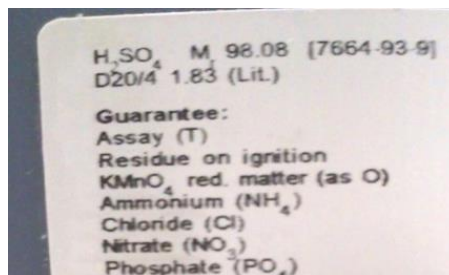 H₂SO₄ Mᵣ 98.08 [7664-93-9]
D20/4 1.83 (Lit.)
Guarantee:
Assay (T)
Residue on ignition
KMnO₄ red. matter (as O)
Ammonium (NH₄)
Chloride (Cl)
Nitrate (NO₃)
Phosphate (PO₄)